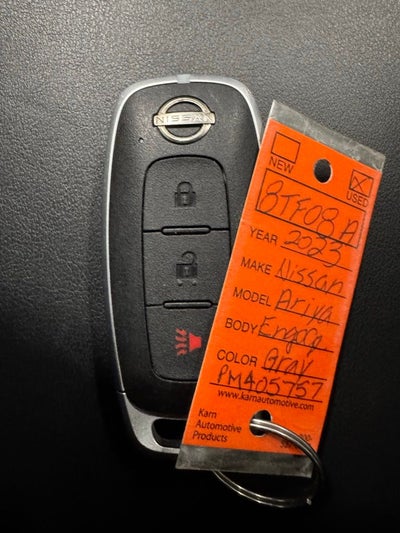 NISSAN
NEW
USED
BTF08A
YEAR 2023
MAKE Nissan
MODEL Ariya
BODY Engage
COLOR Gray
PM405757
www.karnautomotive.com
Karn
Automotive
Products